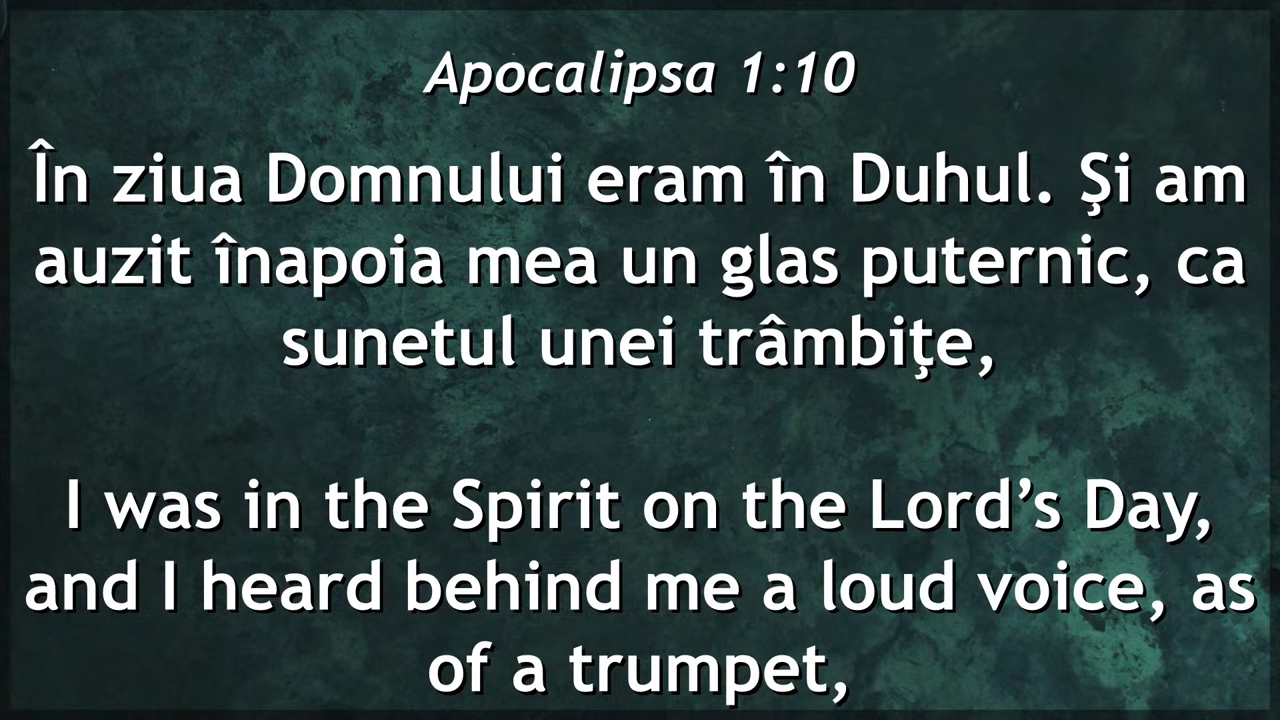 Apocalipsa 1:10
În ziua Domnului eram în Duhul. Şi am
auzit înapoia mea un glas puternic, ca
sunetul unei trâmbiţe,
I was in the Spirit on the Lord’s Day,
and I heard behind me a loud voice, as
of a trumpet,